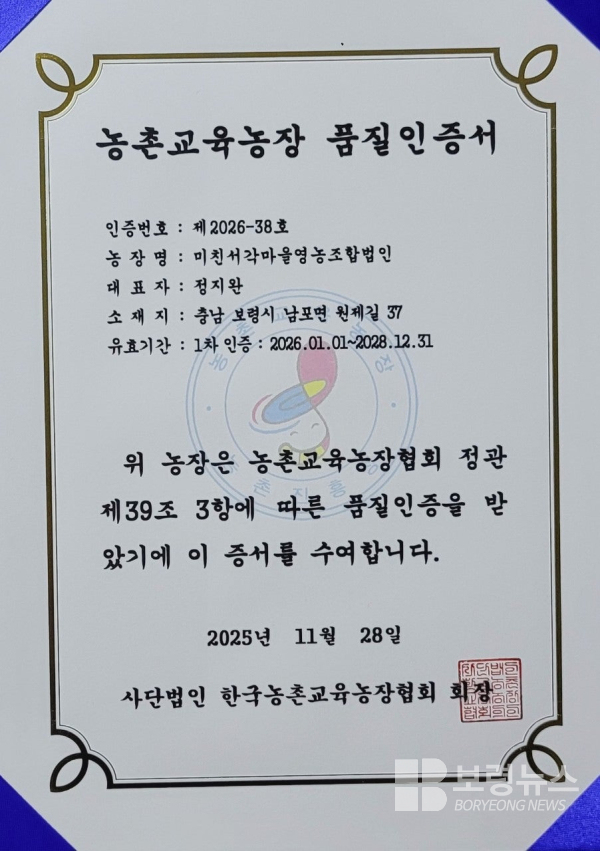 농촌교육농장 품질인증서
인증번호 : 제2026-38호
농 장 명 : 미친서각마을영농조합법인
대 표 자 : 정지완
소 재 지 : 충남 보령시 남포면 원제길 37
유효기간 : 1차 인증 : 2026.01.01~2028.12.31
위 농장은 농촌교육농장협회 정관
제39조 3항에 따른 품질인증을 받
았기에 이 증서를 수여합니다.
2025년 11월 28일
사단법인 한국농촌교육농장협회 회장
보령뉴스
BORYEONG NEWS